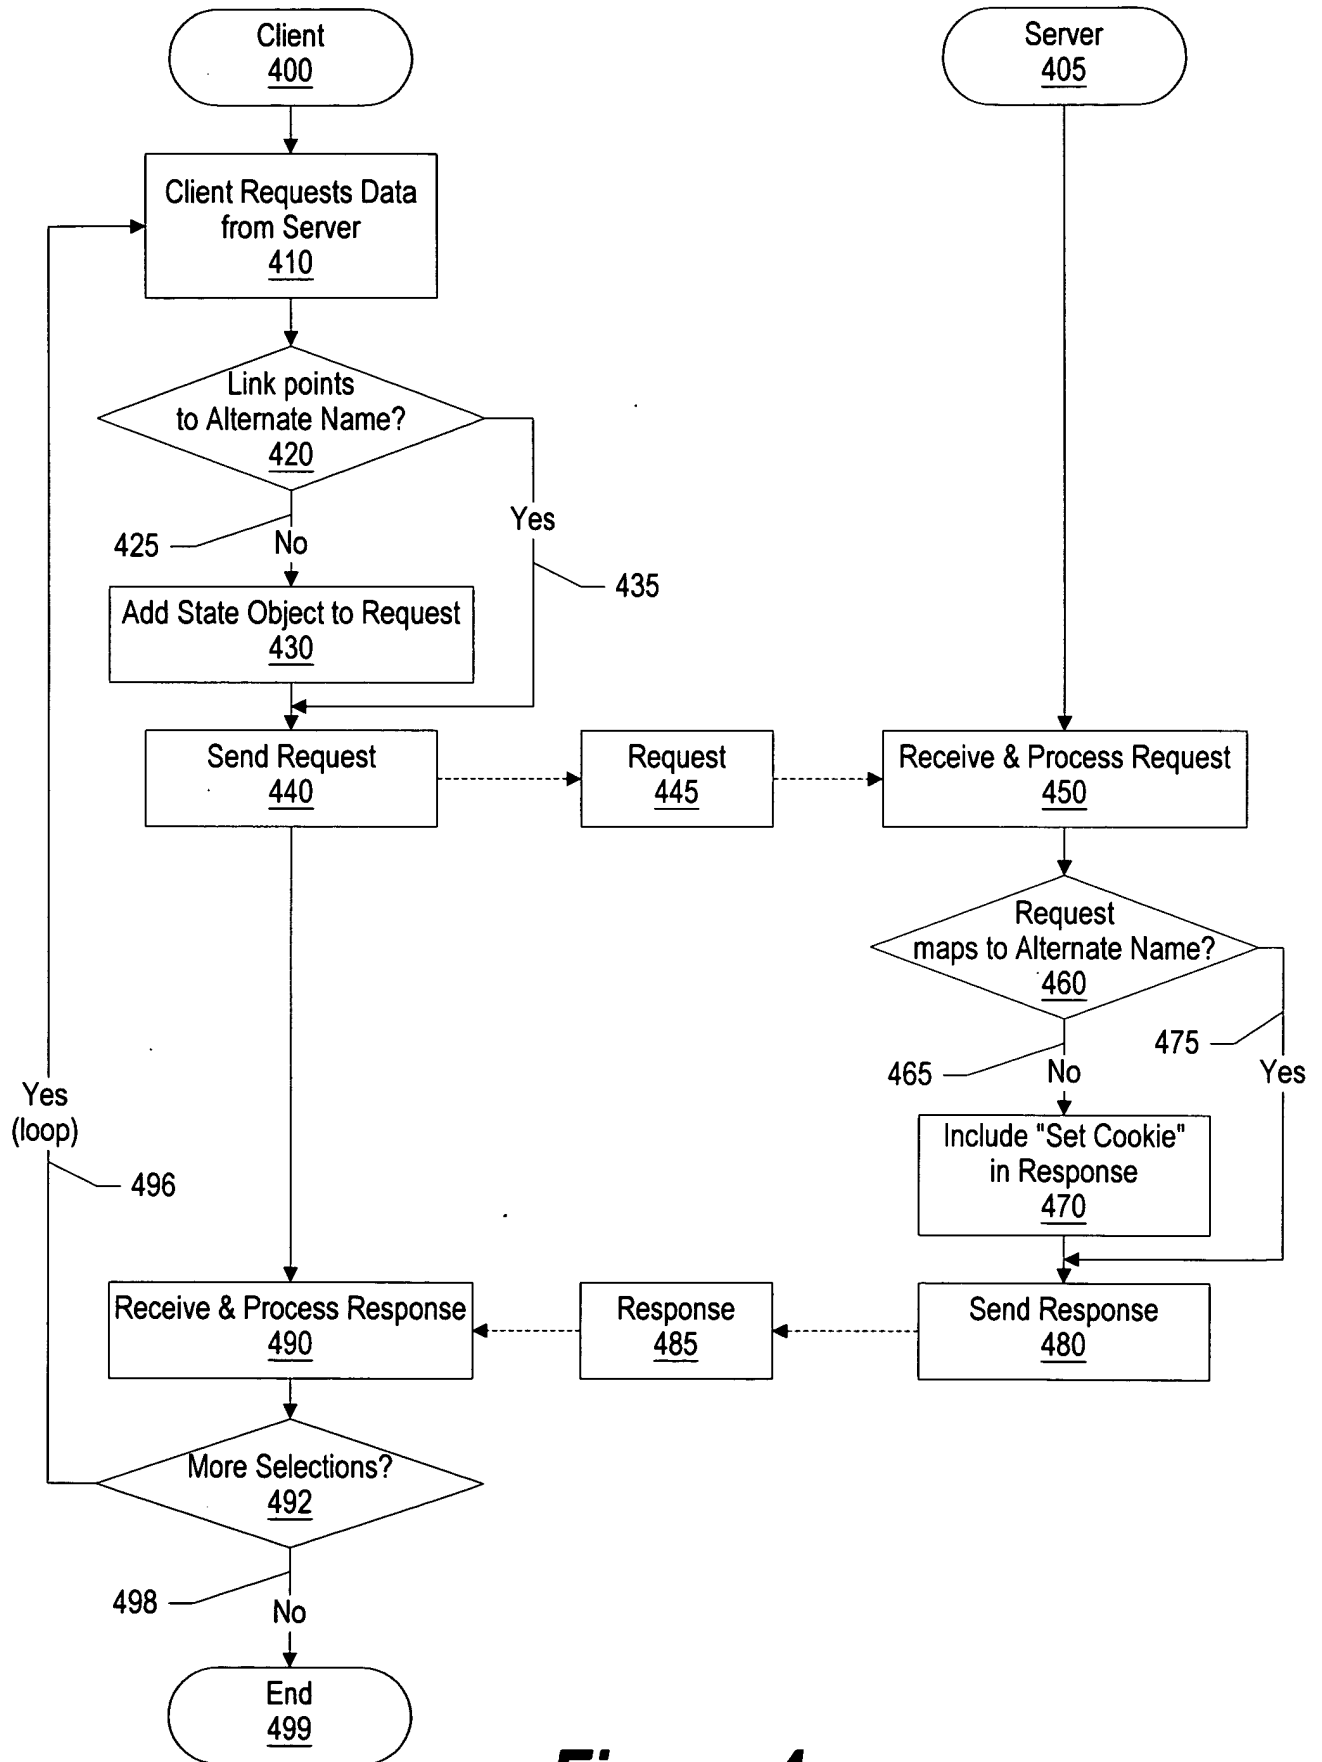 Client
400
Server
405
Client Requests Data
from Server
410
Link points
to Alternate Name?
420
425
No
Yes
435
Add State Object to Request
430
Send Request
440
Request
445
Receive & Process Request
450
Request
maps to Alternate Name?
460
465
No
475
Yes
Include "Set Cookie"
in Response
470
Yes
(loop)
496
Receive & Process Response
490
Response
485
Send Response
480
More Selections?
492
498
No
End
499
Figure 4